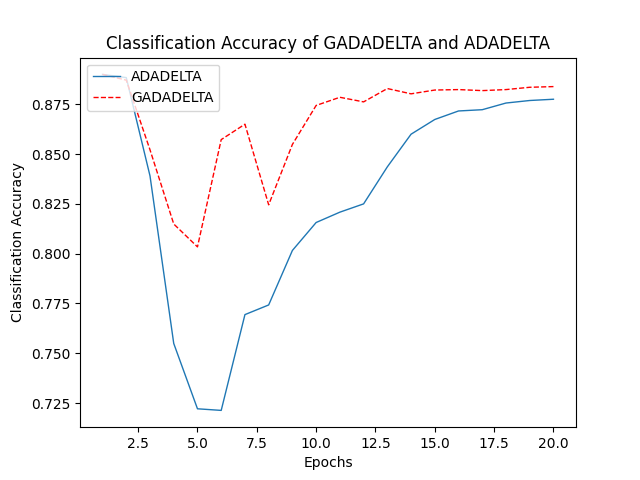 Classification Accuracy of GADADELTA and ADADELTA
ADADELTA
GADADELTA
Classification Accuracy
0.875
0.850
0.825
0.800
0.775
0.750
0.725
2.5 5.0 7.5 10.0 12.5 15.0 17.5 20.0
Epochs